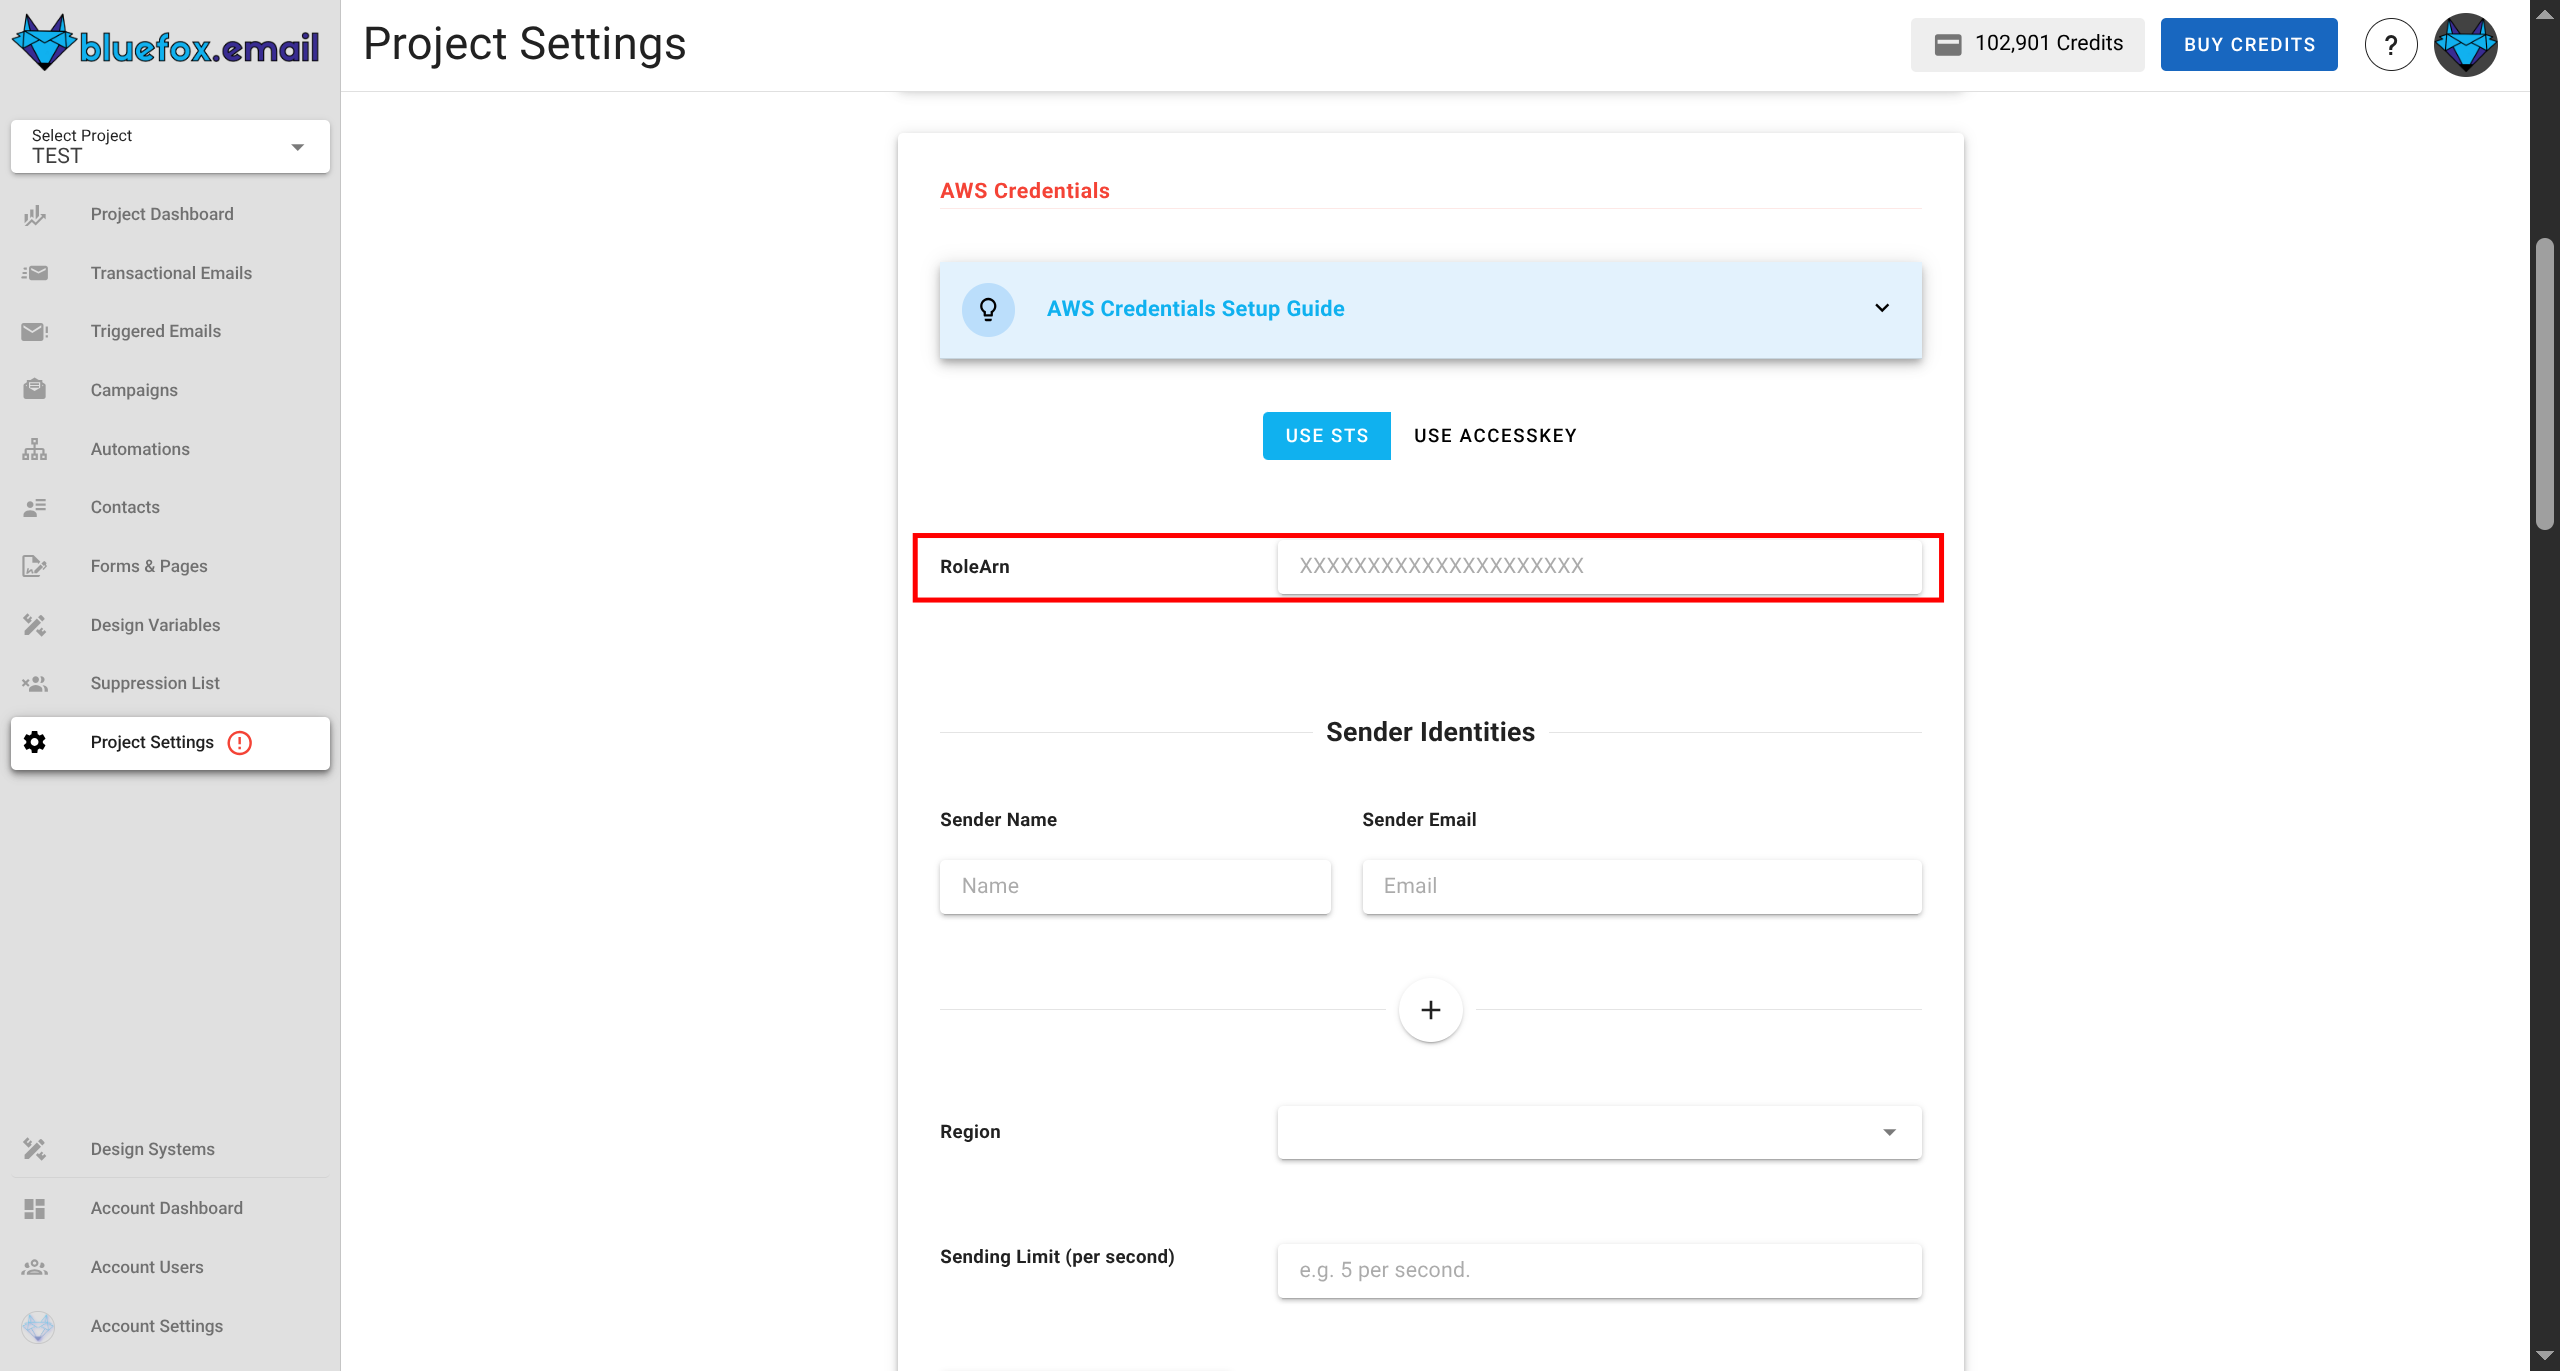 bluefox.email
Project Settings
102,901 Credits
BUY CREDITS
?
Select Project
TEST
Project Dashboard
Transactional Emails
Triggered Emails
Campaigns
Automations
Contacts
Forms & Pages
Design Variables
Suppression List
Project Settings
Design Systems
Account Dashboard
Account Users
Account Settings
AWS Credentials
AWS Credentials Setup Guide
USE STS
USE ACCESSKEY
RoleArn
XXXXXXXXXXXXXXXXXXXXX
Sender Identities
Sender Name
Sender Email
Name
Email
+
Region
Sending Limit (per second)
e.g. 5 per second.